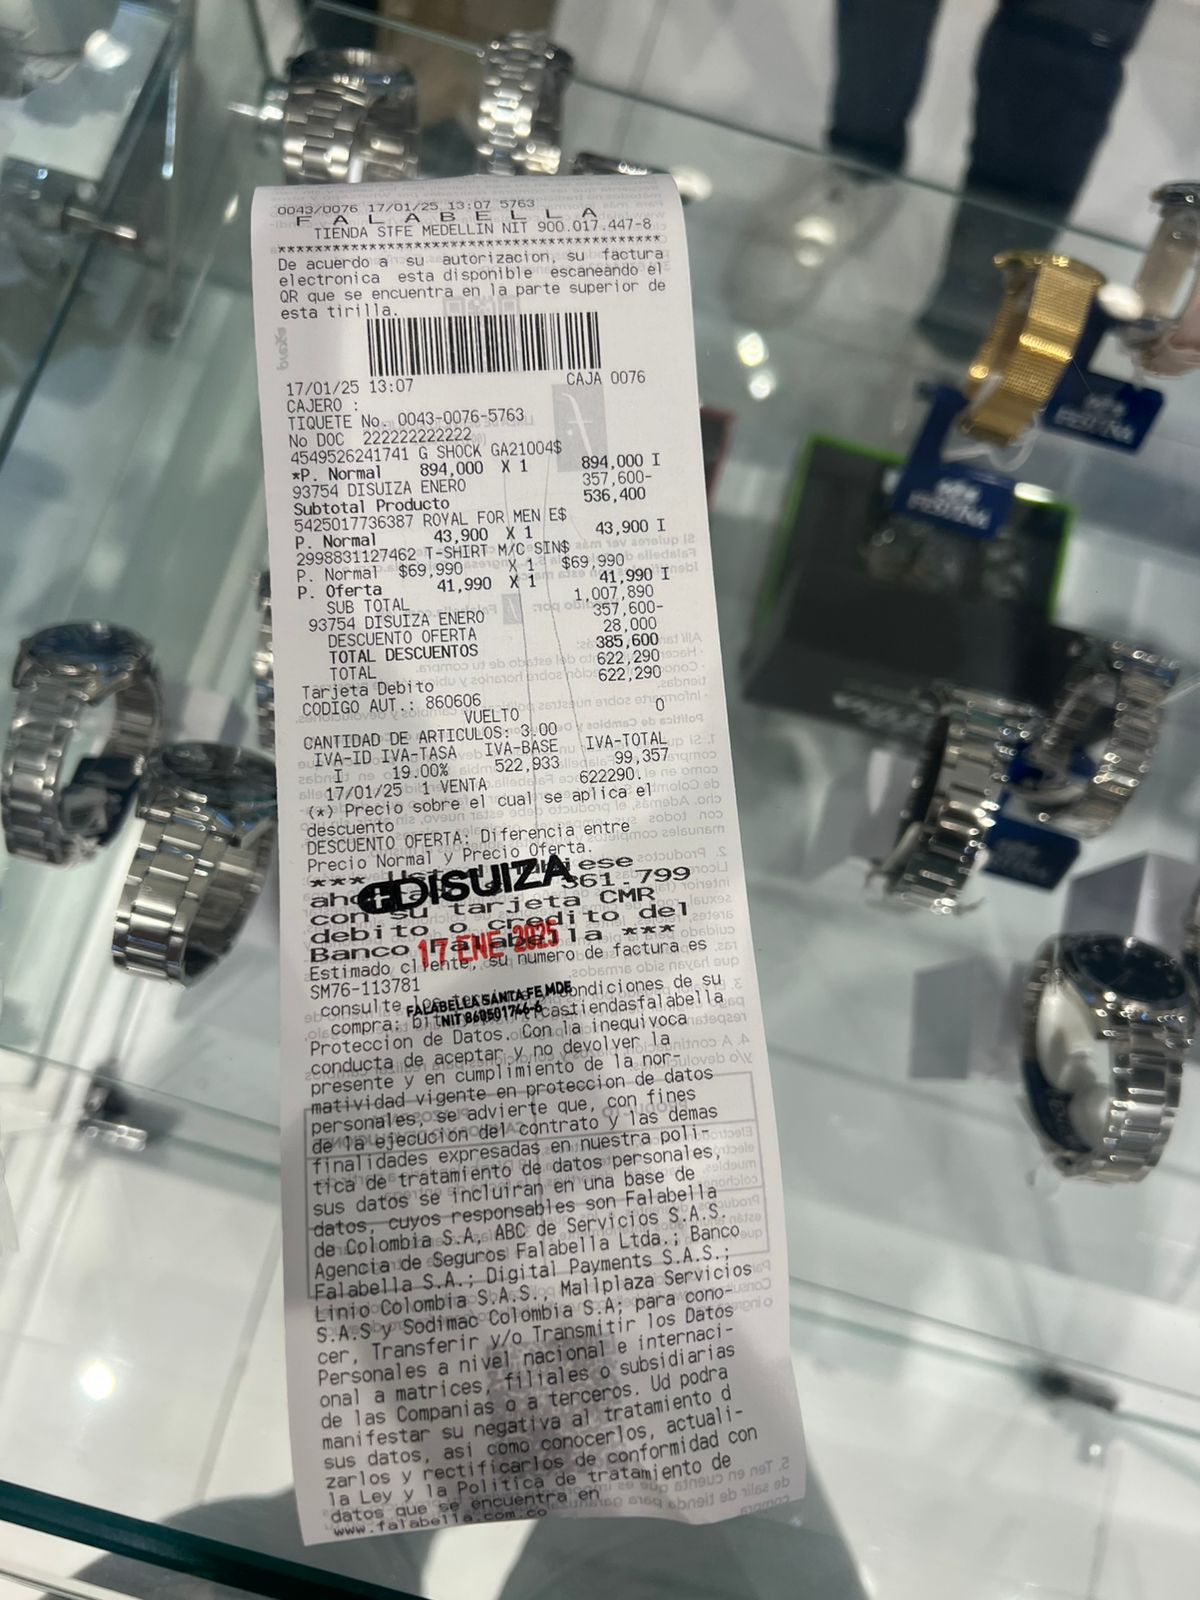 0043/0076 17/01/25 13:07 5763
F A L A B E L L A
TIENDA STFE MEDELLIN NIT 900.017.447-8
******************************************
De acuerdo a su autorizacion, su factura
electronica esta disponible escaneando el
QR que se encuentra en la parte superior de
esta tirilla.
17/01/25 13:07 CAJA 0076
CAJERO :
TIQUETE No. 0043-0076-5763
No DOC 222222222222
4549526241741 G SHOCK GA21004$
*P. Normal 894,000 X 1 894,000 I
93754 DISUIZA ENERO 357,600-
Subtotal Producto 536,400
5425017736387 ROYAL FOR MEN E$
P. Normal 43,900 X 1 43,900 I
2998831127462 T-SHIRT M/C SIN$
P. Normal $69,990 X 1 $69,990
P. Oferta 41,990 X 1 41,990 I
SUB TOTAL 1,007,890
93754 DISUIZA ENERO 357,600-
DESCUENTO OFERTA 28,000
TOTAL DESCUENTOS 385,600
TOTAL 622,290
Tarjeta Debito 622,290
CODIGO AUT.: 860606
VUELTO 0
CANTIDAD DE ARTICULOS: 3.00
IVA-ID IVA-TASA IVA-BASE IVA-TOTAL
I 19.00% 522,933 99,357
17/01/25 1 VENTA 622290.
(*) Precio sobre el cual se aplica el
descuento
DESCUENTO OFERTA: Diferencia entre
Precio Normal y Precio Oferta.
*** Usted hubiese
361.799
DISUIZA
con su tarjeta CMR
debito o credito del
Banco Falabella ***
17 ENE 2025
Estimado cliente, su numero de factura es
SM76-113781
consulte los condiciones de su
FALABELLA SANTA FE MDE
NIT 860501746-6
compra: castiendasfalabella
Proteccion de Datos. Con la inequivoca
conducta de aceptar y no devolver la
presente y en cumplimiento de la nor-
matividad vigente en proteccion de datos
personales, se advierte que, con fines
de la ejecucion del contrato y las demas
finalidades expresadas en nuestra poli-
tica de tratamiento de datos personales,
sus datos se incluiran en una base de
datos, cuyos responsables son Falabella
de Colombia S.A, ABC de Servicios S.A.S.
Agencia de Seguros Falabella Ltda.; Banco
Falabella S.A.; Digital Payments S.A.S.;
Linio Colombia S.A.S., Mallplaza Servicios
S.A.S y Sodimac Colombia S.A; para cono-
cer, Transferir y/o Transmitir los Datos
Personales a nivel nacional e internaci-
onal a matrices, filiales o subsidiarias
de las Companias o a terceros. Ud podra
manifestar su negativa al tratamiento d
sus datos, asi como conocerlos, actuali-
zarlos y rectificarlos de conformidad con
la Ley y la Politica de tratamiento de
datos que se encuentra en
www.falabella.com.co
FESTINA
FESTINA